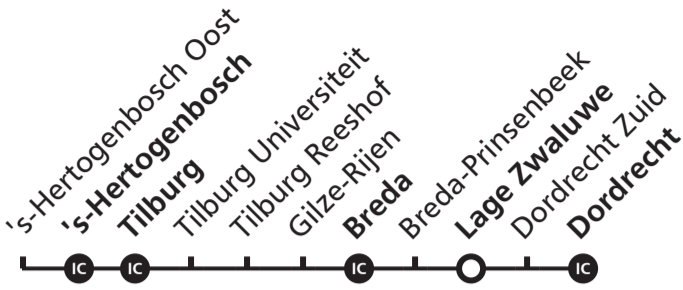 's-Hertogenbosch Oost
's-Hertogenbosch
Tilburg
Tilburg Universiteit
Tilburg Reeshof
Gilze-Rijen
Breda
Breda-Prinsenbeek
Lage Zwaluwe
Dordrecht Zuid
Dordrecht
IC
IC
IC
IC